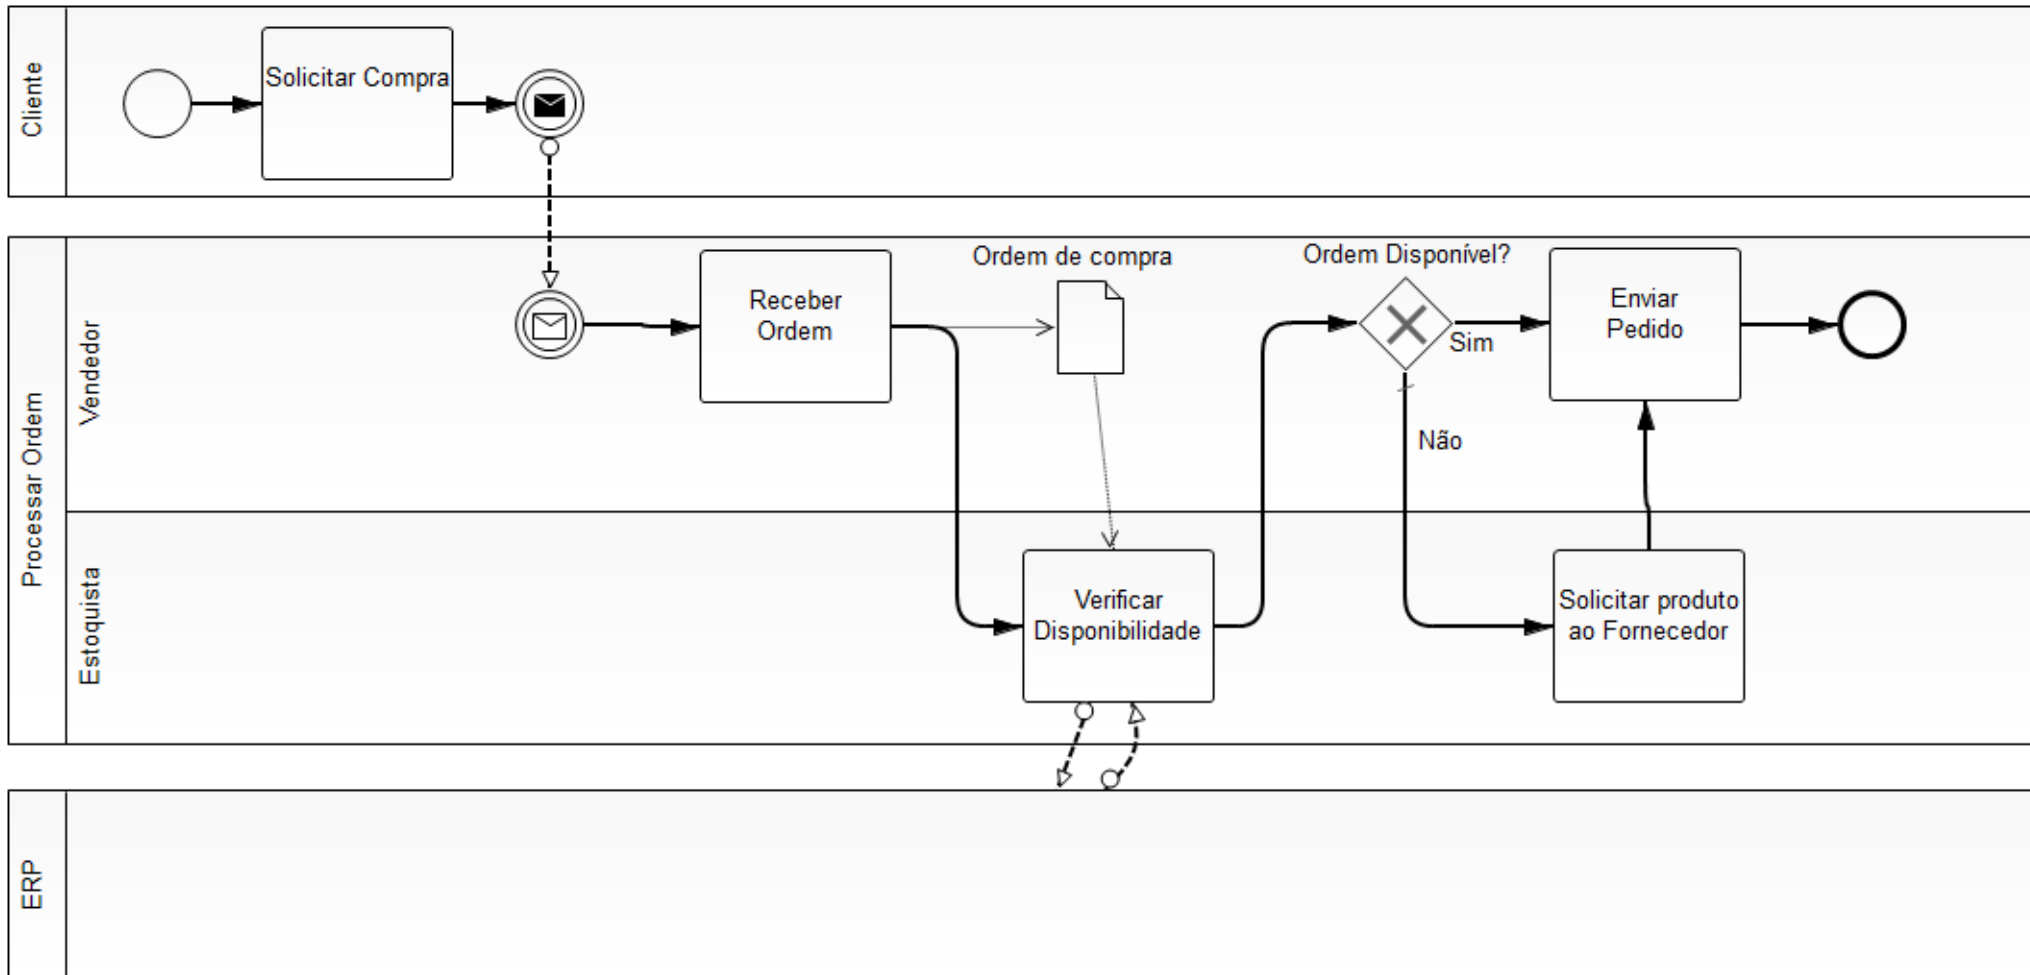 Cliente
Solicitar Compra
Processar Ordem
Vendedor
Receber
Ordem
Ordem de compra
Ordem Disponível?
Sim
Não
Enviar
Pedido
Estoquista
Verificar
Disponibilidade
Solicitar produto
ao Fornecedor
ERP